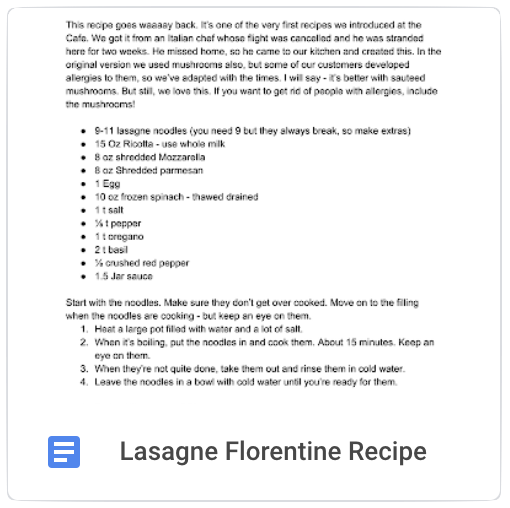 This recipe goes waaaay back. It's one of the very first recipes we introduced at the
Cafe. We got it from an Italian chef whose flight was cancelled and he was stranded
here for two weeks. He missed home, so he came to our kitchen and created this. In the
original version we used mushrooms also, but some of our customers developed
allergies to them, so we've adapted with the times. I will say - it's better with sauteed
mushrooms. But still, we love this. If you want to get rid of people with allergies, include
the mushrooms!
● 9-11 lasagne noodles (you need 9 but they always break, so make extras)
● 15 Oz Ricotta - use whole milk
● 8 oz shredded Mozzarella
● 8 oz Shredded parmesan
● 1 Egg
● 10 oz frozen spinach - thawed drained
● 1 t salt
● t pepper
● 1 t oregano
● 2 t basil
● crushed red pepper
● 1.5 Jar sauce
Start with the noodles. Make sure they don't get over cooked. Move on to the filling
when the noodles are cooking - but keep an eye on them.
1. Heat a large pot filled with water and a lot of salt.
2. When it's boiling, put the noodles in and cook them. About 15 minutes. Keep an
eye on them.
3. When they're not quite done, take them out and rinse them in cold water.
4. Leave the noodles in a bowl with cold water until you're ready for them.
Lasagne Florentine Recipe